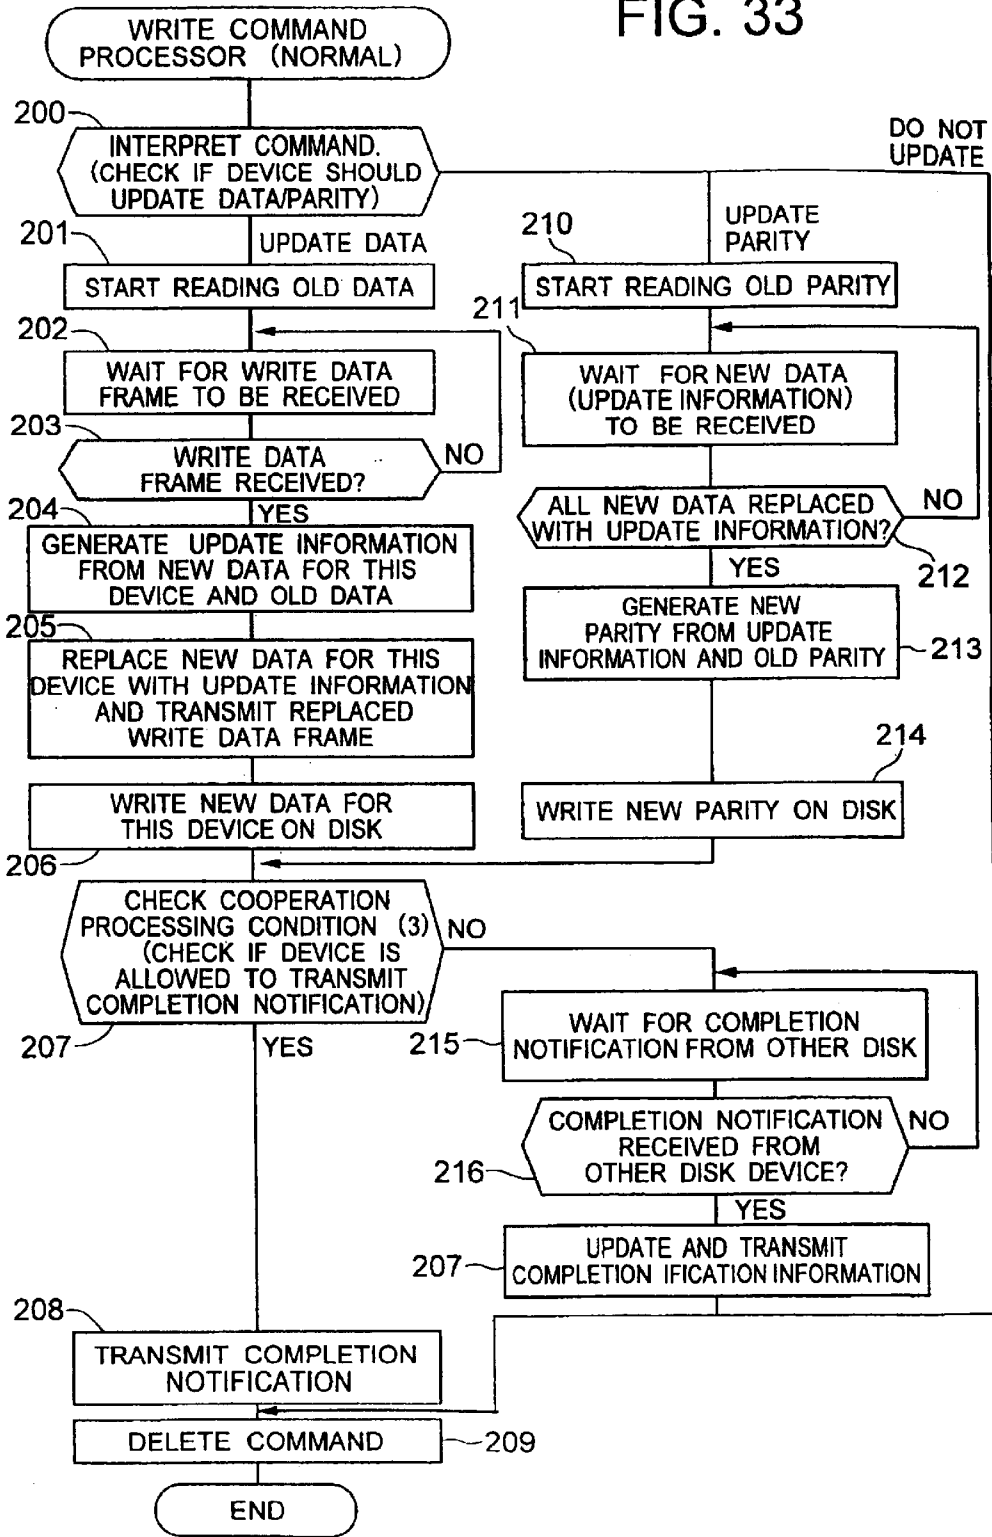 FIG. 33
WRITE COMMAND
PROCESSOR (NORMAL)
200
INTERPRET COMMAND.
(CHECK IF DEVICE SHOULD
UPDATE DATA/PARITY)
DO NOT
UPDATE
201
UPDATE DATA
START READING OLD DATA
202
WAIT FOR WRITE DATA
FRAME TO BE RECEIVED
203
WRITE DATA
FRAME RECEIVED?
NO
YES
204
GENERATE UPDATE INFORMATION
FROM NEW DATA FOR THIS
DEVICE AND OLD DATA
205
REPLACE NEW DATA FOR THIS
DEVICE WITH UPDATE INFORMATION
AND TRANSMIT REPLACED
WRITE DATA FRAME
WRITE NEW DATA FOR
THIS DEVICE ON DISK
206
UPDATE
PARITY
210
START READING OLD PARITY
211
WAIT FOR NEW DATA
(UPDATE INFORMATION)
TO BE RECEIVED
ALL NEW DATA REPLACED
WITH UPDATE INFORMATION?
NO
212
YES
GENERATE NEW
PARITY FROM UPDATE
INFORMATION AND OLD PARITY
213
214
WRITE NEW PARITY ON DISK
CHECK COOPERATION
PROCESSING CONDITION (3)
(CHECK IF DEVICE IS
ALLOWED TO TRANSMIT
COMPLETION NOTIFICATION)
NO
207
YES
WAIT FOR COMPLETION
NOTIFICATION FROM OTHER DISK
215
COMPLETION NOTIFICATION
RECEIVED FROM
OTHER DISK DEVICE?
NO
216
YES
UPDATE AND TRANSMIT
COMPLETION IFICATION INFORMATION
207
208
TRANSMIT COMPLETION
NOTIFICATION
DELETE COMMAND
209
END